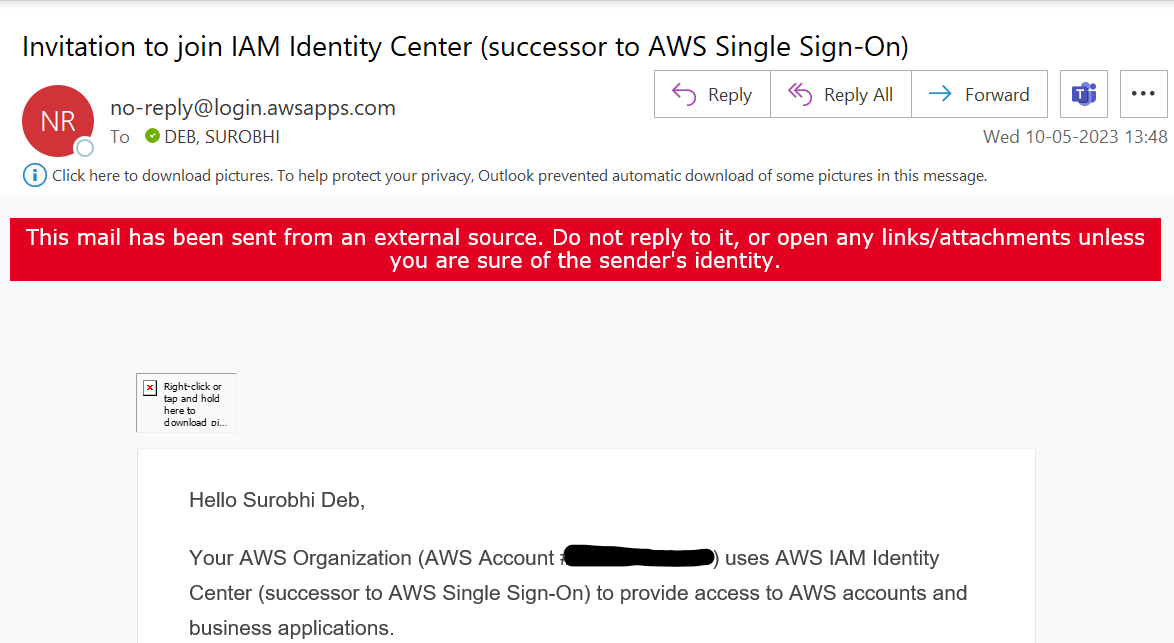 Invitation to join IAM Identity Center (successor to AWS Single Sign-On)
NR
no-reply@login.awsapps.com
To DEB, SUROBHI
Reply
Reply All
Forward
Wed 10-05-2023 13:48
Click here to download pictures. To help protect your privacy, Outlook prevented automatic download of some pictures in this message.
This mail has been sent from an external source. Do not reply to it, or open any links/attachments unless
you are sure of the sender's identity.
Right-click or
tap and hold
here to
download pi...
Hello Surobhi Deb,
Your AWS Organization (AWS Account #) uses AWS IAM Identity
Center (successor to AWS Single Sign-On) to provide access to AWS accounts and
business applications.